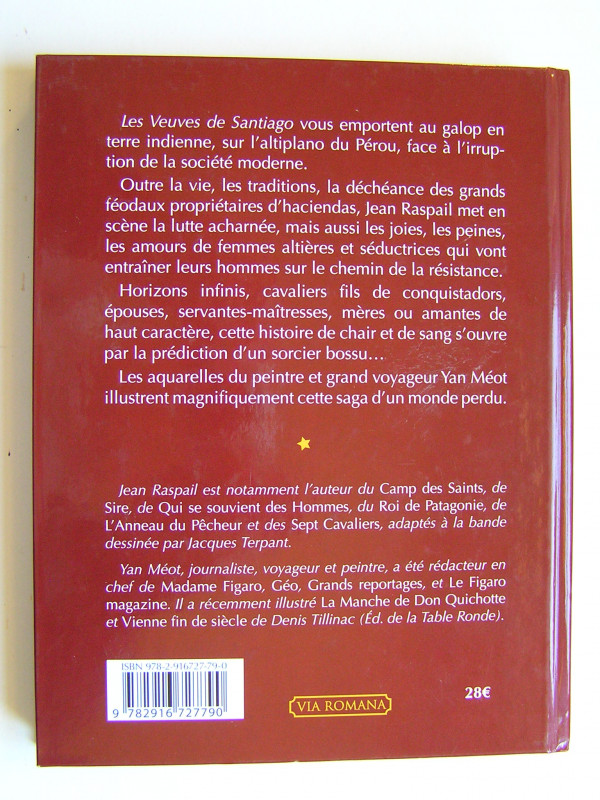 Les Veuves de Santiago vous emportent au galop en
terre indienne, sur l'altiplano du Pérou, face à l'irrup-
tion de la société moderne.
Outre la vie, les traditions, la déchéance des grands
féodaux propriétaires d'haciendas, Jean Raspail met en
scène la lutte acharnée, mais aussi les joies, les peines,
les amours de femmes altières et séductrices qui vont
entraîner leurs hommes sur le chemin de la résistance.
Horizons infinis, cavaliers fils de conquistadors,
épouses, servantes-maîtresses, mères ou amantes de
haut caractère, cette histoire de chair et de sang s'ouvre
par la prédiction d'un sorcier bossu…
Les aquarelles du peintre et grand voyageur Yan Méot
illustrent magnifiquement cette saga d'un monde perdu.
Jean Raspail est notamment l'auteur du Camp des Saints, de
Sire, de Qui se souvient des Hommes, du Roi de Patagonie, de
L'Anneau du Pêcheur et des Sept Cavaliers, adaptés à la bande
dessinée par Jacques Terpant.
Yan Méot, journaliste, voyageur et peintre, a été rédacteur en
chef de Madame Figaro, Géo, Grands reportages, et Le Figaro
magazine. Il a récemment illustré La Manche de Don Quichotte
et Vienne fin de siècle de Denis Tillinac (Éd. de la Table Ronde).
ISBN 978-2-916727-79-0
9 782916 727790
VIA ROMANA
28€